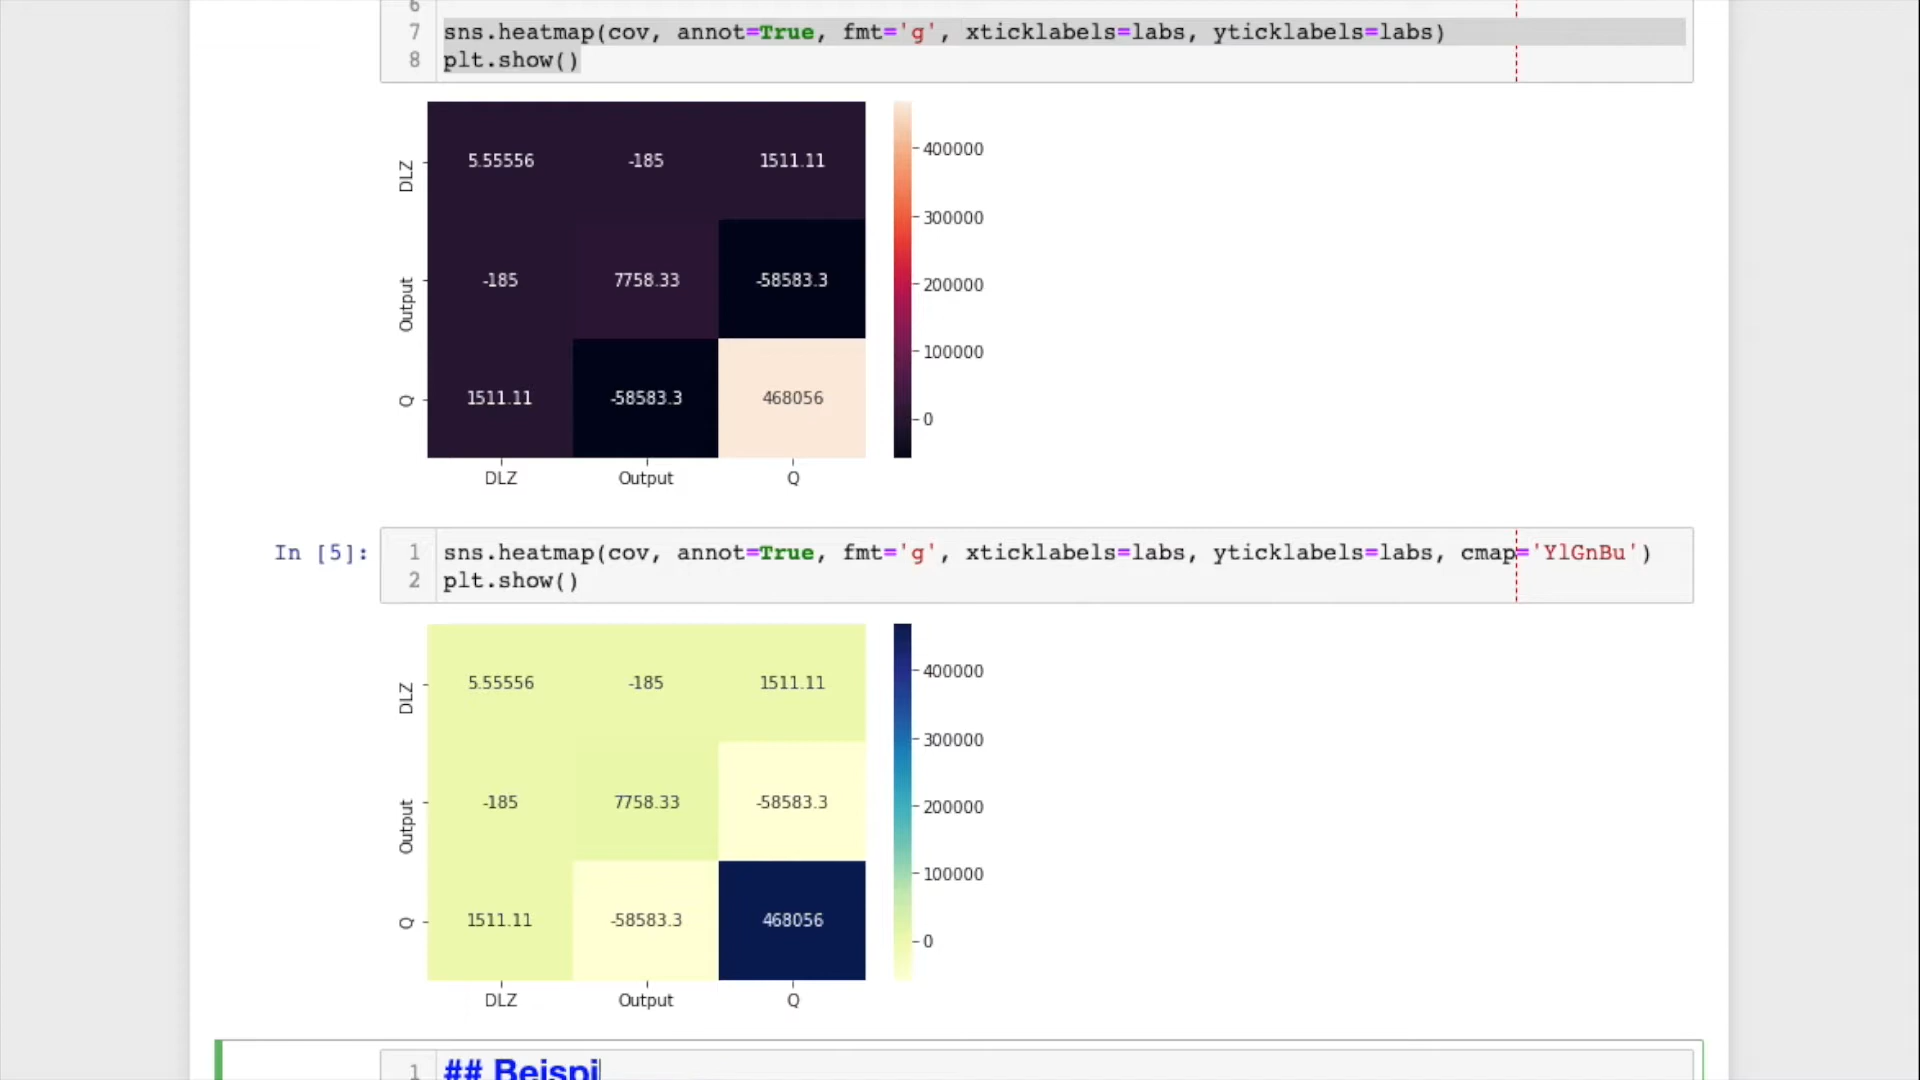 6
7 sns.heatmap(cov, annot=True, fmt='g', xticklabels=labs, yticklabels=labs)
8 plt.show()
DLZ 5.55556 -185 1511.11
Output -185 7758.33 -58583.3
Q 1511.11 -58583.3 468056
DLZ Output Q
400000
300000
200000
100000
0
In [5]: 1 sns.heatmap(cov, annot=True, fmt='g', xticklabels=labs, yticklabels=labs, cmap='YlGnBu')
2 plt.show()
DLZ 5.55556 -185 1511.11
Output -185 7758.33 -58583.3
Q 1511.11 -58583.3 468056
DLZ Output Q
400000
300000
200000
100000
0
1 ## Beispi